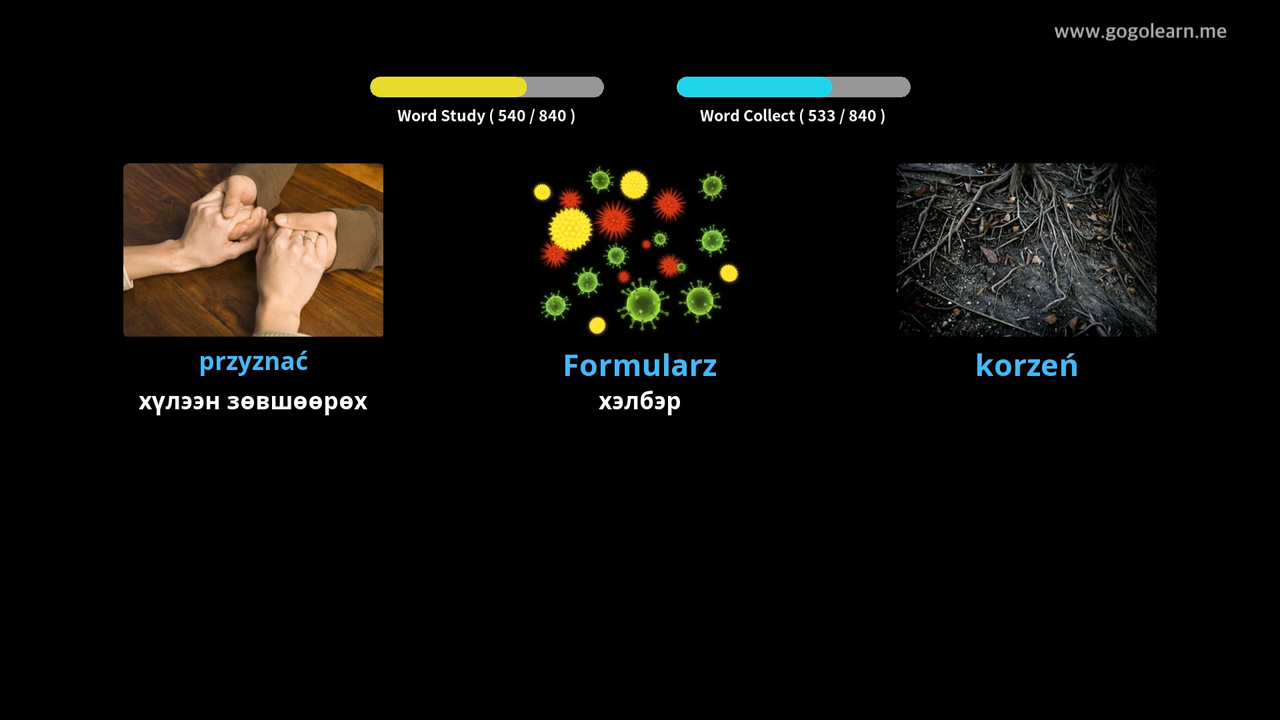 www.gogolearn.me
Word Study ( 540 / 840 )
Word Collect ( 533 / 840 )
przyznać
хүлээн зөвшөөрөх
Formularz
хэлбэр
korzeń